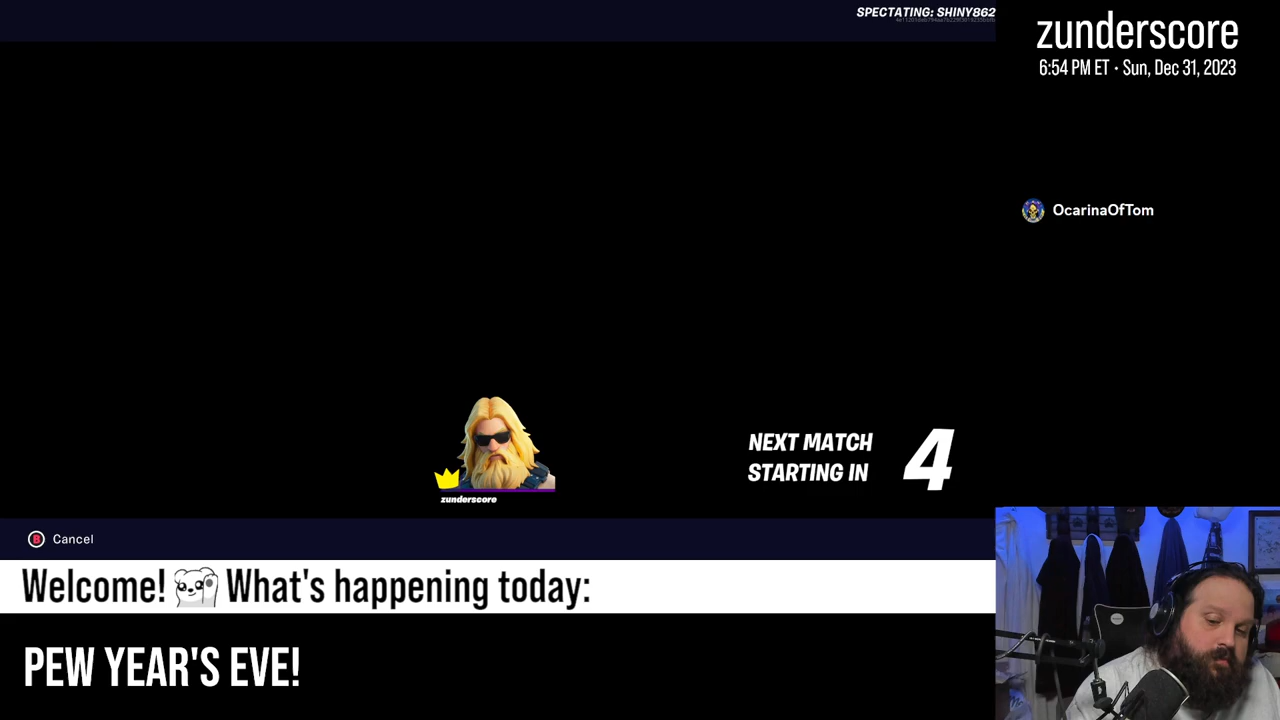 SPECTATING: SHINY862
zunderscore
6:54 PM ET • Sun, Dec 31, 2023
OcarinaOfTom
NEXT MATCH
STARTING IN
4
zunderscore
B Cancel
Welcome! What's happening today:
PEW YEAR'S EVE!